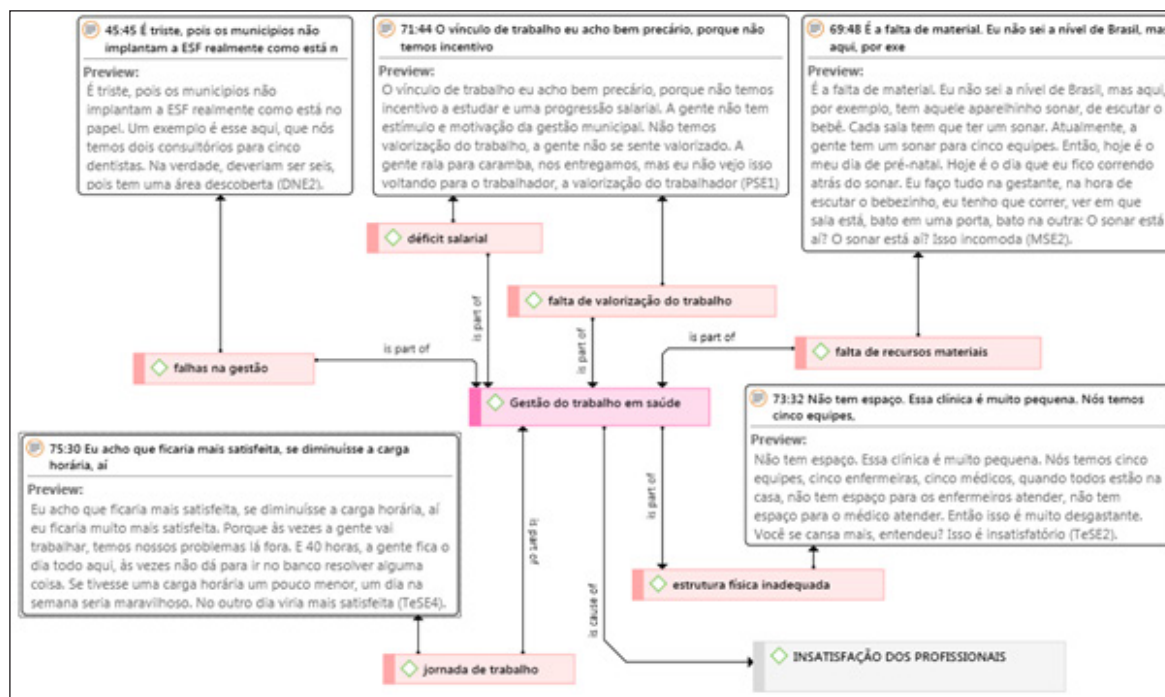 45:45 É triste, pois os municipios não
implantam a ESF realmente como está n
Preview:
É triste, pois os municipios não
implantam a ESF realmente como está no
papel. Um exemplo é esse aqui, que nós
temos dois consultórios para cinco
dentistas. Na verdade, deveriam ser seis,
pois tem uma área descoberta (DNE2).
71:44 O vínculo de trabalho eu acho bem precário, porque não
temos incentivo
Preview:
O vínculo de trabalho eu acho bem precário, porque não temos
incentivo a estudar e uma progressão salarial. A gente não tem
estímulo e motivação da gestão municipal. Não temos
valorização do trabalho, a gente não se sente valorizado. A
gente rala para caramba, nos entregamos, mas eu não vejo isso
voltando para o trabalhador, a valorização do trabalhador (PSE1)
69:48 É a falta de material. Eu não sei a nível de Brasil, mas
aqui, por exe
Preview:
É a falta de material. Eu não sei a nível de Brasil, mas aqui,
por exemplo, tem aquele aparelhinho sonar, de escutar o
bebê. Cada sala tem que ter um sonar. Atualmente, a
gente tem um sonar para cinco equipes. Então, hoje é o
meu dia de pré-natal. Hoje é o dia que eu fico correndo
atrás do sonar. Eu faço tudo na gestante, na hora de
escutar o bebezinho, eu tenho que correr, ver em que
sala está, bato em uma porta, bato na outra: O sonar está
aí? O sonar está aí? Isso incomoda (MSE2).
déficit salarial
falta de valorização do trabalho
is part of
is part of
is part of
is part of
falhas na gestão
falta de recursos materiais
Gestão do trabalho em saúde
73:32 Não tem espaço. Essa clínica é muito pequena. Nós temos
cinco equipes,
Preview:
Não tem espaço. Essa clínica é muito pequena. Nós temos cinco
equipes, cinco enfermeiras, cinco médicos, quando todos estão na
casa, não tem espaço para os enfermeiros atender, não tem
espaço para o médico atender. Então isso é muito desgastante.
Você se cansa mais, entendeu? Isso é insatisfatório (TeSE2).
75:30 Eu acho que ficaria mais satisfeita, se diminuísse a carga
horária, aí
Preview:
Eu acho que ficaria mais satisfeita, se diminuísse a carga horária, aí
eu ficaria muito mais satisfeita. Porque às vezes a gente vai
trabalhar, temos nossos problemas lá fora. E 40 horas, a gente fica o
dia todo aqui, às vezes não dá para ir no banco resolver alguma
coisa. Se tivesse uma carga horária um pouco menor, um dia na
semana seria maravilhoso. No outro dia viria mais satisfeita (TeSE4).
is part of
is part of
is cause of
estrutura física inadequada
jornada de trabalho
INSATISFAÇÃO DOS PROFISSIONAIS